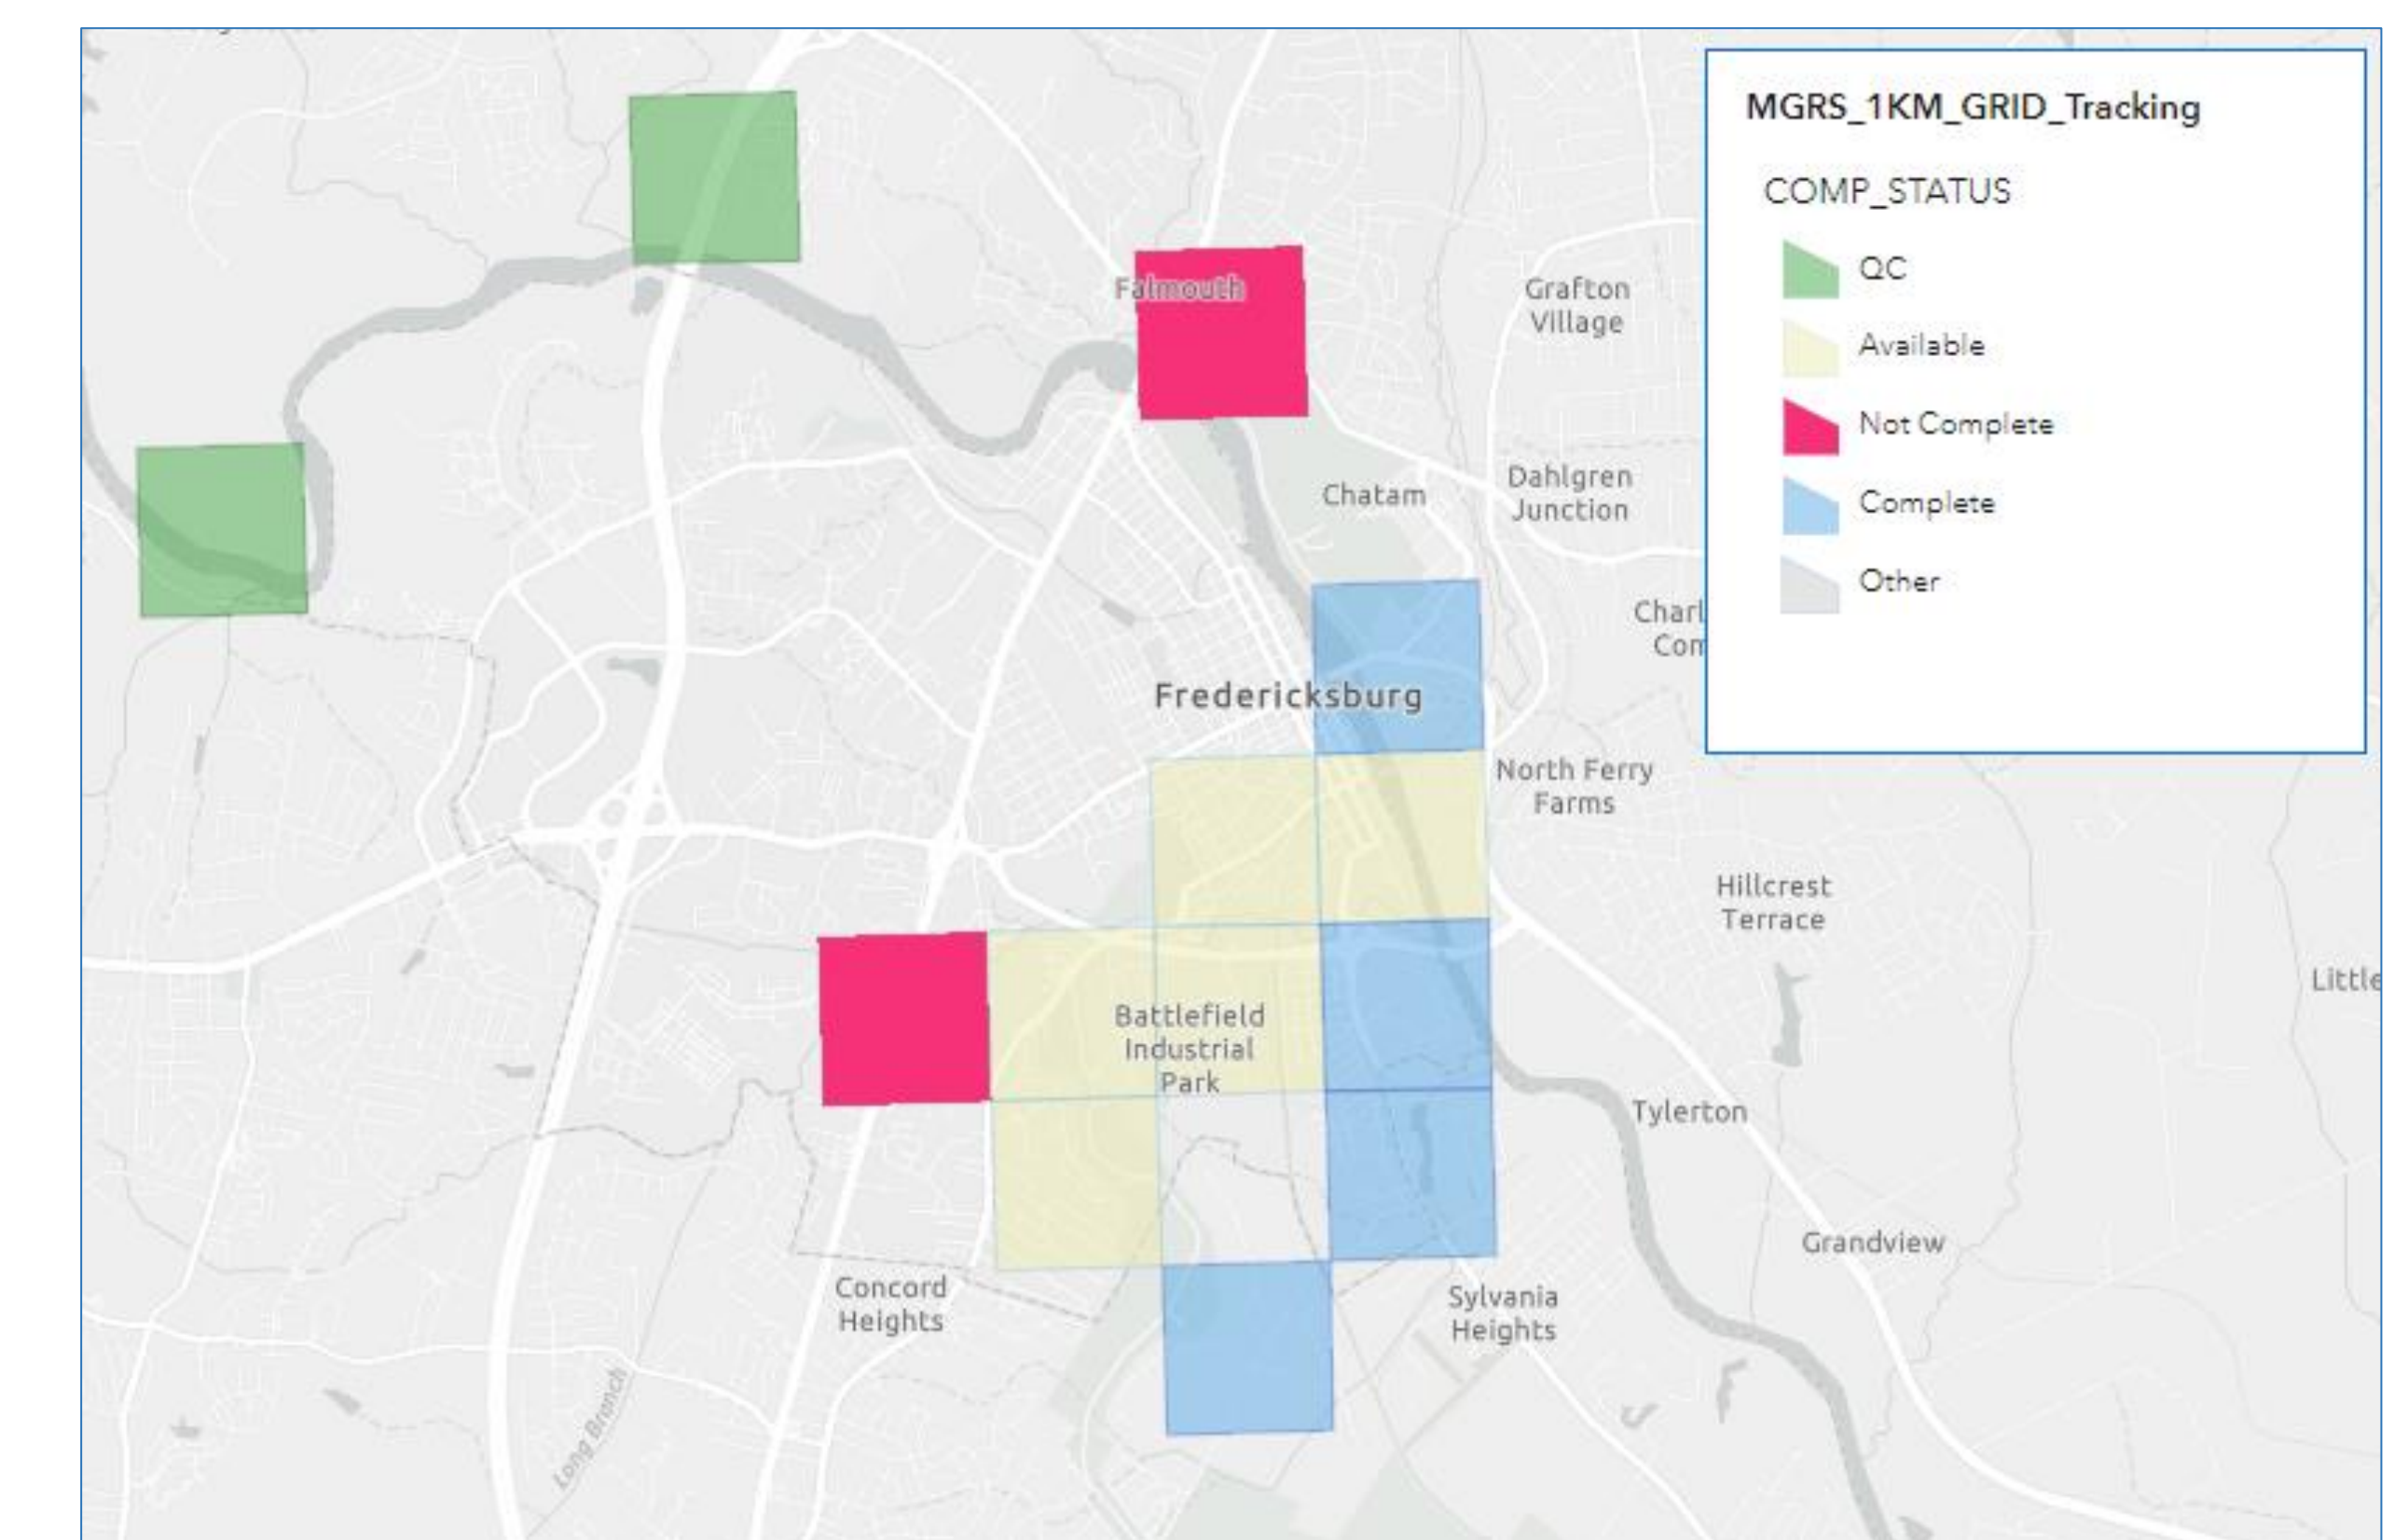 MGRS_1KM_GRID_Tracking
COMP_STATUS
QC
Available
Not Complete
Complete
Other
Falmouth
Grafton
Village
Chatam
Dahlgren
Junction
Fredericksburg
North Ferry
Farms
Hillcrest
Terrace
Little
Battlefield
Industrial
Park
Tylerton
Grandview
Concord
Heights
Sylvania
Heights
Long Branch